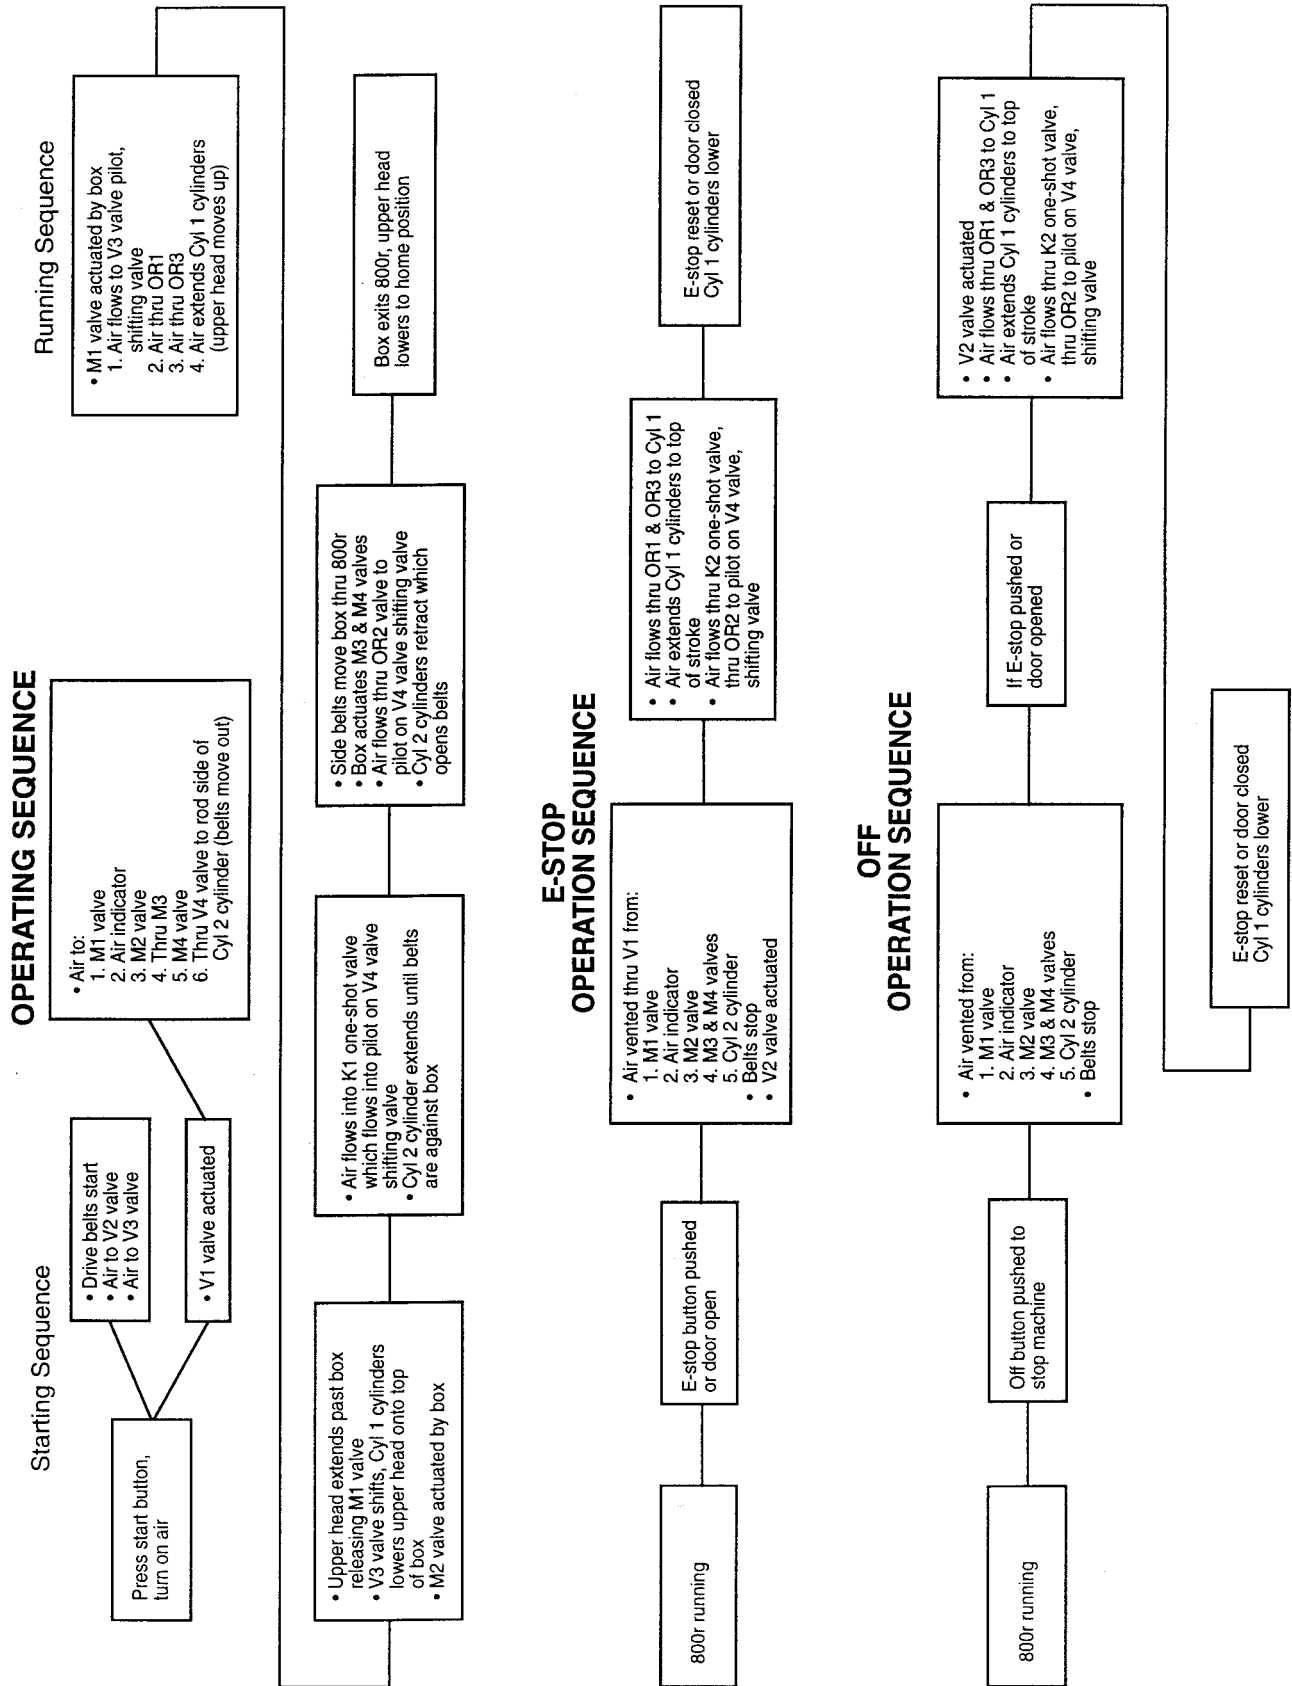 OPERATING SEQUENCE
Starting Sequence
Press start button,
turn on air
• Drive belts start
• Air to V2 valve
• Air to V3 valve
• V1 valve actuated
• Air to:
1. M1 valve
2. Air indicator
3. M2 valve
4. Thru M3
5. M4 valve
6. Thru V4 valve to rod side of
Cyl 2 cylinder (belts move out)
Running Sequence
• M1 valve actuated by box
1. Air flows to V3 valve pilot,
shifting valve
2. Air thru OR1
3. Air thru OR3
4. Air extends Cyl 1 cylinders
(upper head moves up)
• Upper head extends past box
releasing M1 valve
• V3 valve shifts, Cyl 1 cylinders
lowers upper head onto top
of box
• M2 valve actuated by box
• Air flows into K1 one-shot valve
which flows into pilot on V4 valve
shifting valve
• Cyl 2 cylinder extends until belts
are against box
• Side belts move box thru 800r
• Box actuates M3 & M4 valves
• Air flows thru OR2 valve to
pilot on V4 valve shifting valve
• Cyl 2 cylinders retract which
opens belts
Box exits 800r, upper head
lowers to home position
E-STOP
OPERATION SEQUENCE
800r running
E-stop button pushed
or door open
• Air vented thru V1 from:
1. M1 valve
2. Air indicator
3. M2 valve
4. M3 & M4 valves
5. Cyl 2 cylinder
• Belts stop
• V2 valve actuated
• Air flows thru OR1 & OR3 to Cyl 1
• Air extends Cyl 1 cylinders to top
of stroke
• Air flows thru K2 one-shot valve,
thru OR2 to pilot on V4 valve,
shifting valve
E-stop reset or door closed
Cyl 1 cylinders lower
OFF
OPERATION SEQUENCE
800r running
Off button pushed to
stop machine
• Air vented from:
1. M1 valve
2. Air indicator
3. M2 valve
4. M3 & M4 valves
5. Cyl 2 cylinder
• Belts stop
If E-stop pushed or
door opened
• V2 valve actuated
• Air flows thru OR1 & OR3 to Cyl 1
• Air extends Cyl 1 cylinders to top
of stroke
• Air flows thru K2 one-shot valve,
thru OR2 to pilot on V4 valve,
shifting valve
E-stop reset or door closed
Cyl 1 cylinders lower